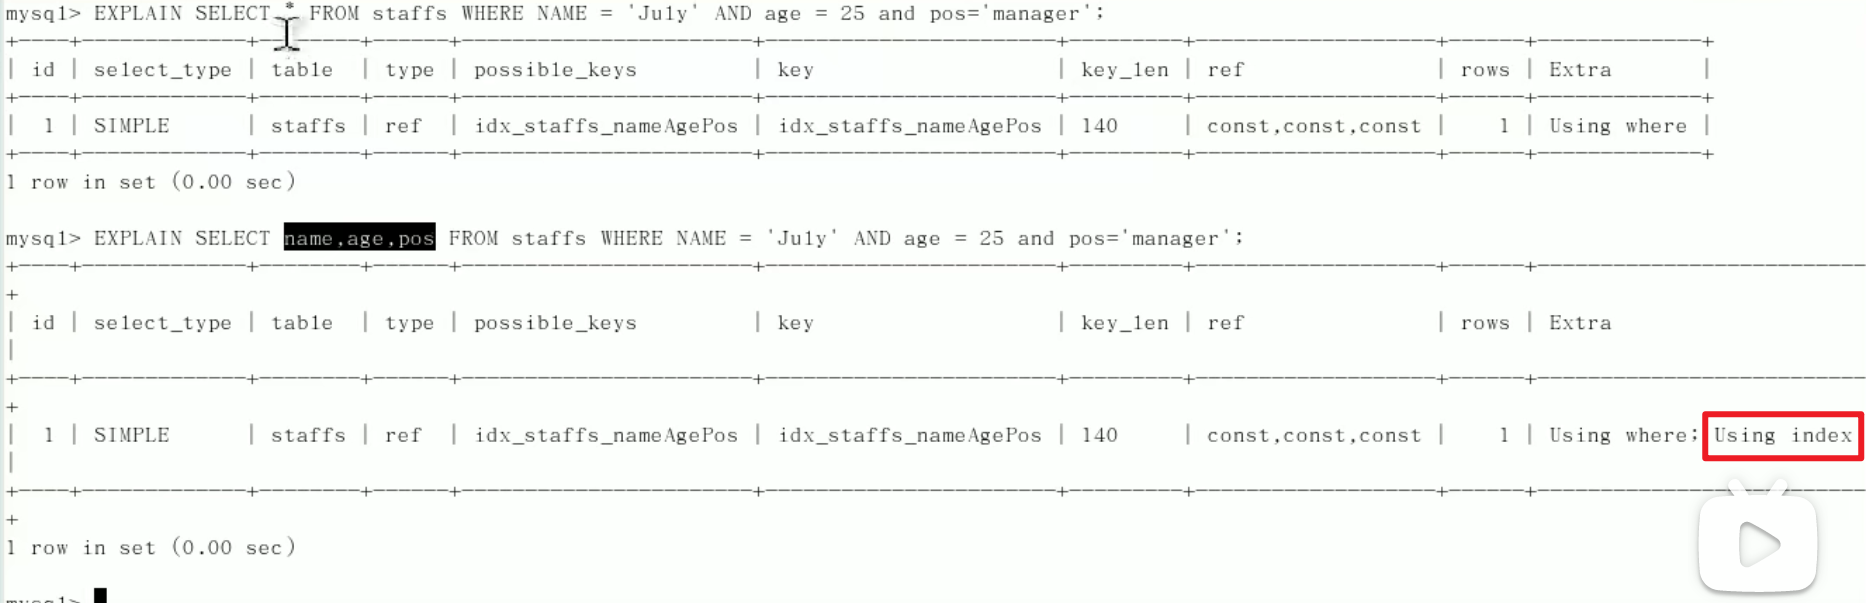 mysql> EXPLAIN SELECT * FROM staffs WHERE NAME = 'July' AND age = 25 and pos='manager';
+----+-------------+--------+------+-----------------------+-----------------------+---------+-------------------+------+-------------+
| id | select_type | table | type | possible_keys | key | key_len | ref | rows | Extra |
+----+-------------+--------+------+-----------------------+-----------------------+---------+-------------------+------+-------------+
| 1 | SIMPLE | staffs | ref | idx_staffs_nameAgePos | idx_staffs_nameAgePos | 140 | const,const,const | 1 | Using where |
+----+-------------+--------+------+-----------------------+-----------------------+---------+-------------------+------+-------------+
1 row in set (0.00 sec)
mysql> EXPLAIN SELECT name,age,pos FROM staffs WHERE NAME = 'July' AND age = 25 and pos='manager';
+----+-------------+--------+------+-----------------------+-----------------------+---------+-------------------+------+--------------------------
+
| id | select_type | table | type | possible_keys | key | key_len | ref | rows | Extra
|
+----+-------------+--------+------+-----------------------+-----------------------+---------+-------------------+------+--------------------------
+
| 1 | SIMPLE | staffs | ref | idx_staffs_nameAgePos | idx_staffs_nameAgePos | 140 | const,const,const | 1 | Using where; Using index
|
+----+-------------+--------+------+-----------------------+-----------------------+---------+-------------------+------+--------------------------
+
1 row in set (0.00 sec)
mysql>